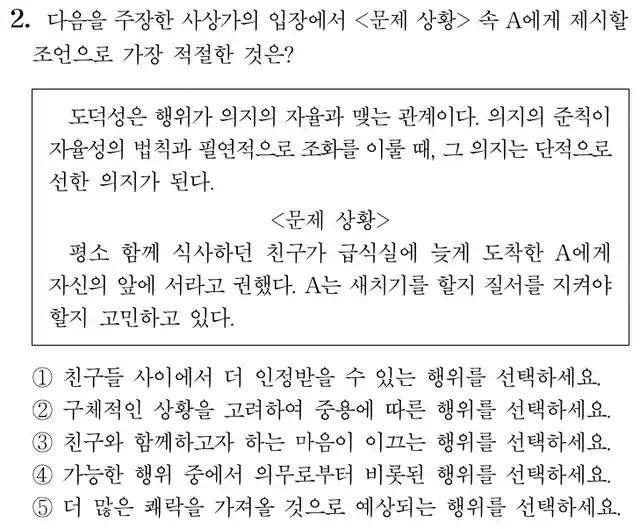 2. 다음을 주장한 사상가의 입장에서 <문제 상황> 속 A에게 제시할
조언으로 가장 적절한 것은?
도덕성은 행위가 의지의 자율과 맺는 관계이다. 의지의 준칙이
자율성의 법칙과 필연적으로 조화를 이룰 때, 그 의지는 단적으로
선한 의지가 된다.
<문제 상황>
평소 함께 식사하던 친구가 급식실에 늦게 도착한 A에게
자신의 앞에 서라고 권했다. A는 새치기를 할지 질서를 지켜야
할지 고민하고 있다.
① 친구들 사이에서 더 인정받을 수 있는 행위를 선택하세요.
② 구체적인 상황을 고려하여 중용에 따른 행위를 선택하세요.
③ 친구와 함께하고자 하는 마음이 이끄는 행위를 선택하세요.
④ 가능한 행위 중에서 의무로부터 비롯된 행위를 선택하세요.
⑤ 더 많은 쾌락을 가져올 것으로 예상되는 행위를 선택하세요.